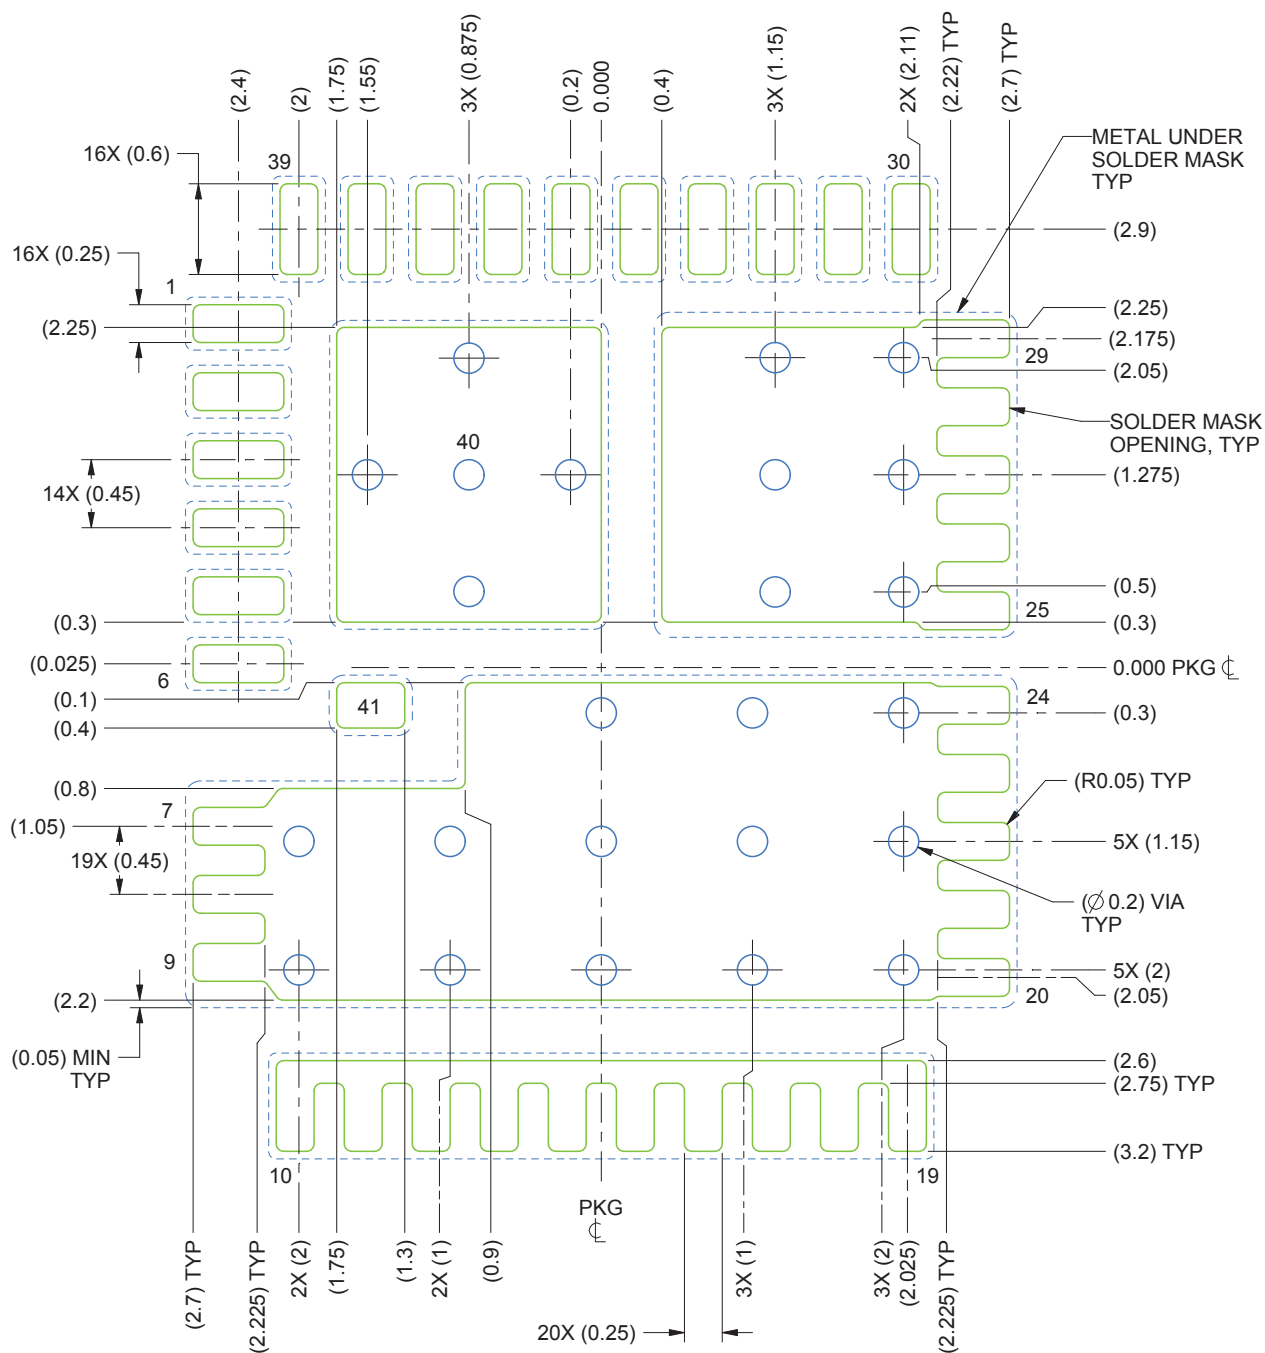 (2.4)
(2)
(1.75)
(1.55)
3X (0.875)
(0.2)
0.000
(0.4)
3X (1.15)
2X (2.11)
(2.22) TYP
(2.7) TYP
METAL UNDER
SOLDER MASK
TYP
16X (0.6)
39
30
(2.9)
16X (0.25)
1
(2.25)
(2.25)
(2.175)
29
(2.05)
SOLDER MASK
OPENING, TYP
40
(1.275)
14X (0.45)
(0.5)
25
(0.3)
(0.3)
(0.025)
0.000 PKG ℄
6
(0.1)
41
24
(0.3)
(0.4)
(0.8)
(R0.05) TYP
7
(1.05)
5X (1.15)
19X (0.45)
(Ø0.2) VIA
TYP
9
5X (2)
20
(2.05)
(2.2)
(0.05) MIN
TYP
(2.6)
(2.75) TYP
(3.2) TYP
10
19
PKG
℄
(2.7) TYP
(2.225) TYP
2X (2)
(1.75)
(1.3)
2X (1)
(0.9)
3X (1)
3X (2)
(2.025)
(2.225) TYP
20X (0.25)